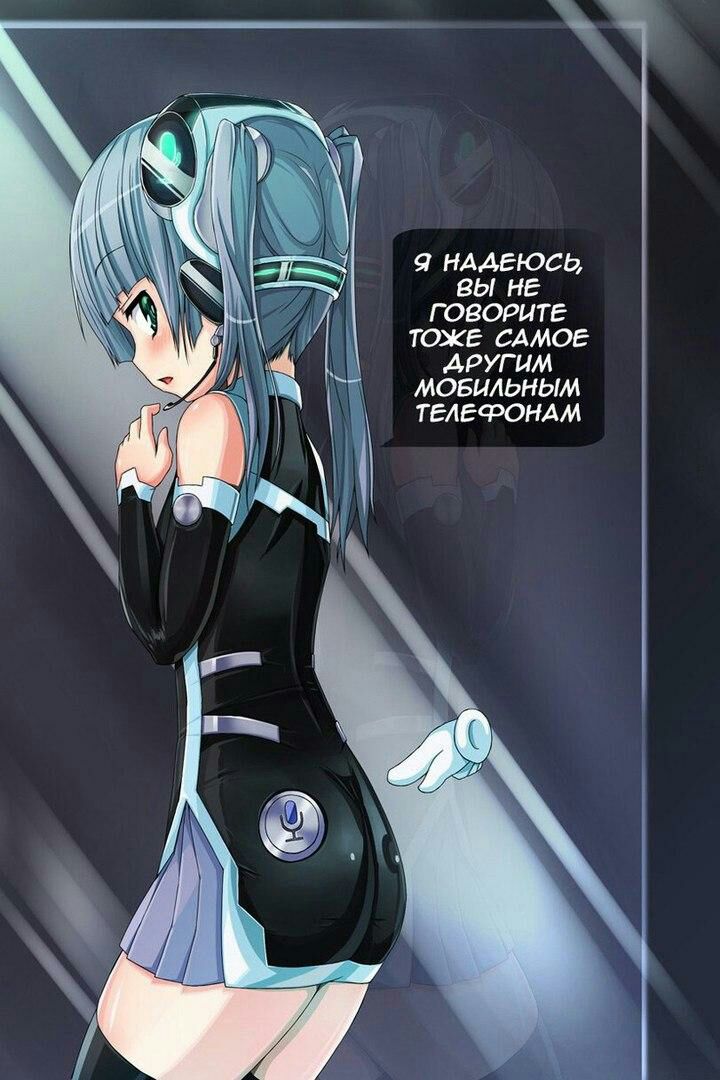 Я НАДЕЮСЬ,
ВЫ НЕ
ГОВОРИТЕ
ТОЖЕ САМОЕ
ДРУГИМ
МОБИЛЬНЫМ
ТЕЛЕФОНАМ